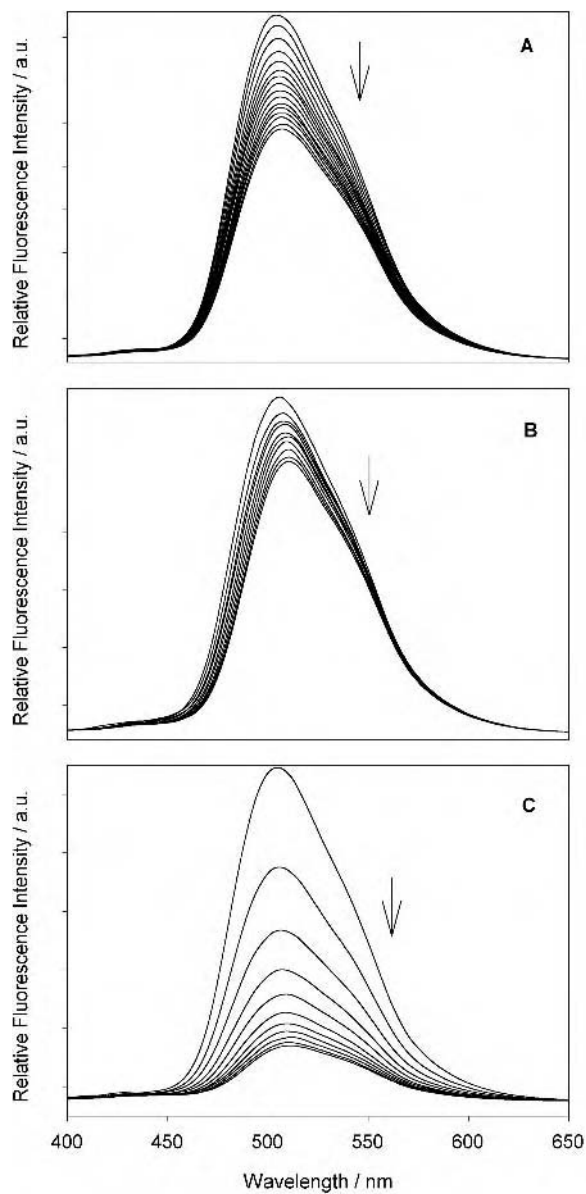 A
Relative Fluorescence Intensity / a.u.
B
Relative Fluorescence Intensity / a.u.
C
Relative Fluorescence Intensity / a.u.
400 450 500 550 600 650
Wavelength / nm